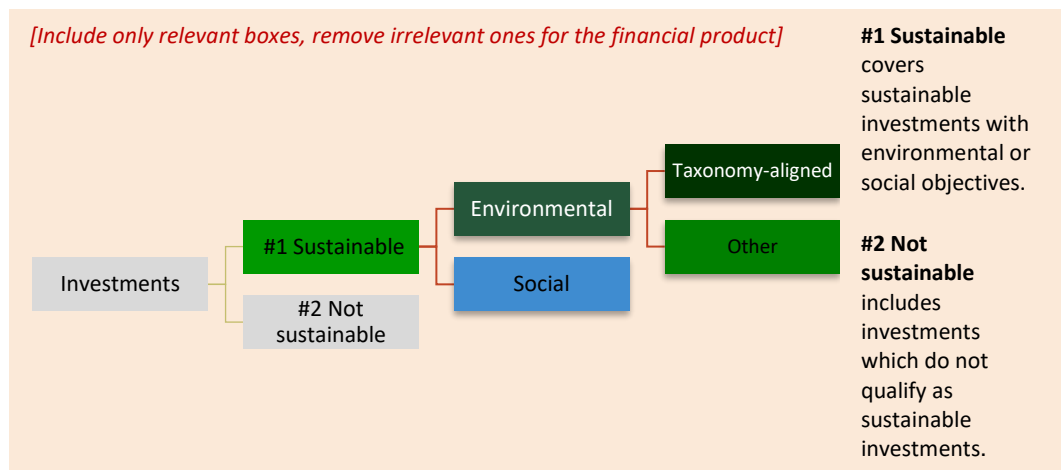 [Include only relevant boxes, remove irrelevant ones for the financial product]
Investments
#1 Sustainable
#2 Not
sustainable
Environmental
Social
Taxonomy-aligned
Other
#1 Sustainable
covers
sustainable
investments with
environmental or
social objectives.
#2 Not
sustainable
includes
investments
which do not
qualify as
sustainable
investments.